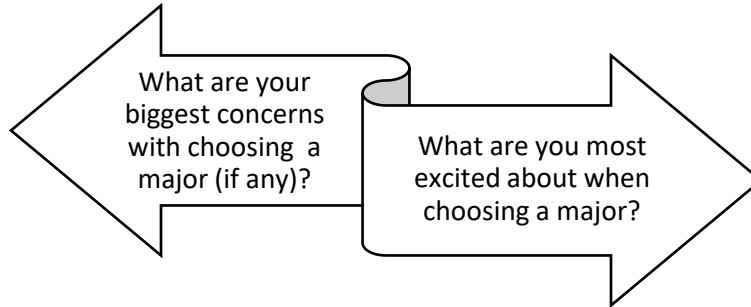 What are your
biggest concerns
with choosing  a
major (if any)?
What are you most
excited about when
choosing a major?